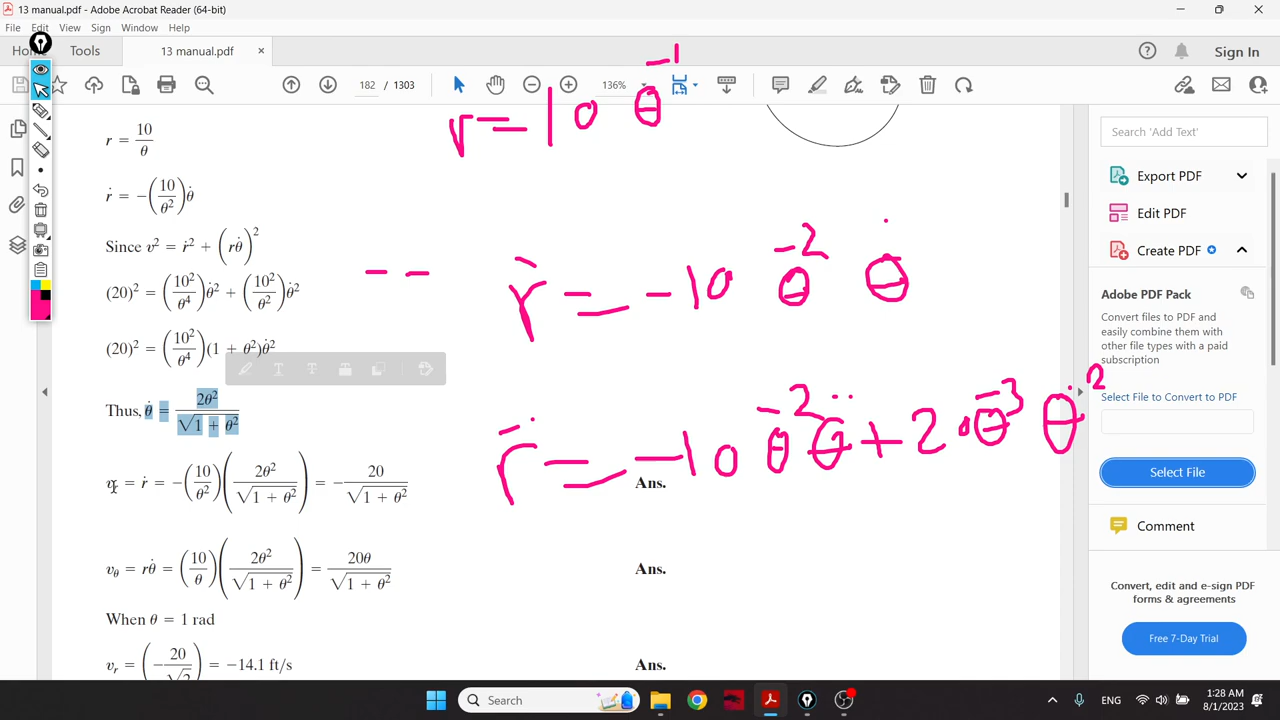 13 manual.pdf - Adobe Acrobat Reader (64-bit)
File Edit View Sign Window Help
Tools 13 manual.pdf × Sign In
182 / 1303 136%
r = 10 θ⁻¹
r = 10/θ
ṙ = −(10/θ²)θ̇
Since v² = ṙ² + (rθ̇)²
(20)² = (10²/θ⁴)θ̇² + (10²/θ²)θ̇²
(20)² = (10²/θ⁴)(1 + θ²)θ̇²
Thus, θ̇ = 2θ²/√(1 + θ²)
vᵣ = ṙ = −(10/θ²)(2θ²/√(1 + θ²)) = −20/√(1 + θ²) Ans.
v_θ = rθ̇ = (10/θ)(2θ²/√(1 + θ²)) = 20θ/√(1 + θ²) Ans.
When θ = 1 rad
vᵣ = (−20/√2) = −14.1 ft/s Ans.
-- ṙ = −10 θ⁻² θ̇
r̈ = −10 θ⁻² θ̈ + 20 θ⁻³ θ̇²
Search 'Add Text'
Export PDF
Edit PDF
Create PDF
Adobe PDF Pack
Convert files to PDF
and easily combine them
with other file types with a
paid subscription
Select File to Convert to PDF
Select File
Comment
Convert, edit and e-sign PDF
forms & agreements
Free 7-Day Trial
Search
ENG
1:28 AM
8/1/2023